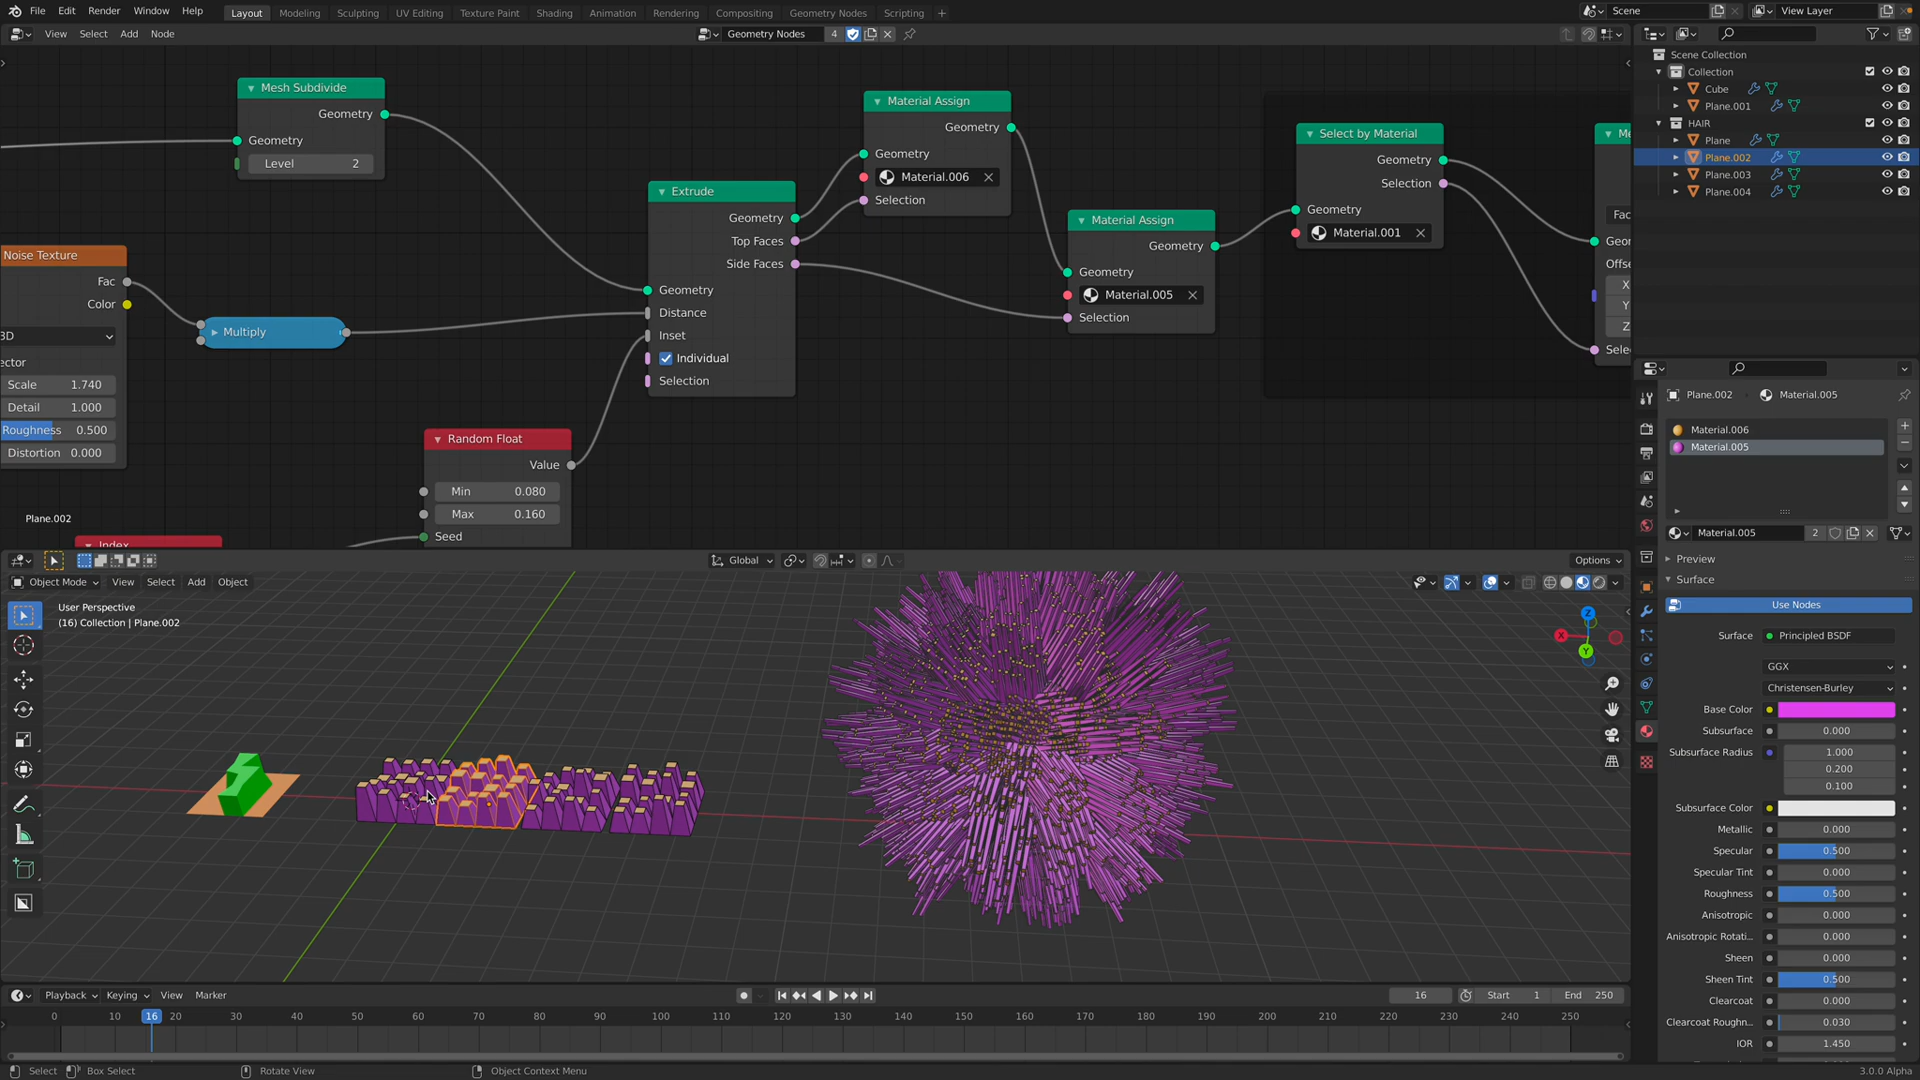 File Edit Render Window Help Layout Modeling Sculpting UV Editing Texture Paint Shading Animation Rendering Compositing Geometry Nodes Scripting + Scene View Layer
View Select Add Node Geometry Nodes 4
Mesh Subdivide
Geometry
Geometry
Level 2
Noise Texture
Fac
Color
3D
ector
Scale 1.740
Detail 1.000
Roughness 0.500
Distortion 0.000
Multiply
Extrude
Geometry
Top Faces
Side Faces
Geometry
Distance
Inset
Individual
Selection
Random Float
Value
Min 0.080
Max 0.160
Seed
Index
Plane.002
Material Assign
Geometry
Geometry
Material.006
Selection
Material Assign
Geometry
Geometry
Material.005
Selection
Select by Material
Geometry
Selection
Geometry
Material.001
Me
Fac
Geor
Offse
X
Y
Z
Sele
Scene Collection
Collection
Cube
Plane.001
HAIR
Plane
Plane.002
Plane.003
Plane.004
Plane.002 Material.005
Material.006
Material.005
Material.005 2
Preview
Surface
Use Nodes
Surface Principled BSDF
GGX
Christensen-Burley
Base Color
Subsurface 0.000
Subsurface Radius 1.000
0.200
0.100
Subsurface Color
Metallic 0.000
Specular 0.500
Specular Tint 0.000
Roughness 0.500
Anisotropic 0.000
Anisotropic Rotati... 0.000
Sheen 0.000
Sheen Tint 0.500
Clearcoat 0.000
Clearcoat Roughn... 0.030
IOR 1.450
Global Options
Object Mode View Select Add Object
User Perspective
(16) Collection | Plane.002
Z
X
Y
Playback Keying View Marker 16 Start 1 End 250
0 10 16 20 30 40 50 60 70 80 90 100 110 120 130 140 150 160 170 180 190 200 210 220 230 240 250
Select Box Select Rotate View Object Context Menu 3.0.0 Alpha